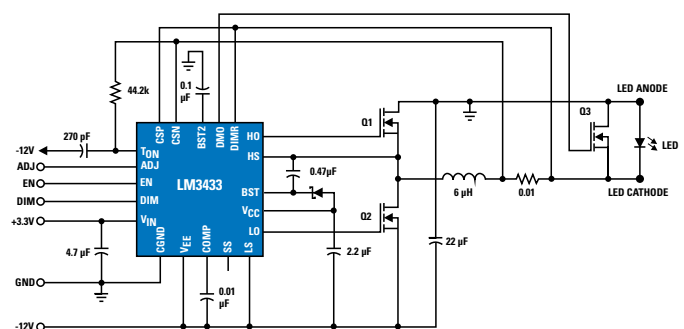 44.2k
0.1
µF
270 pF
-12V
ADJ
EN
DIM
+3.3V
4.7 µF
GND
-12V
CSP
CSN
BST2
DMO
DIMR
TON
ADJ
EN
DIM
VIN
LM3433
HO
HS
BST
VCC
LO
CGND
VEE
COMP
SS
LS
0.01
µF
0.47µF
2.2 µF
Q1
Q2
6 µH
0.01
22 µF
Q3
LED ANODE
LED
LED CATHODE